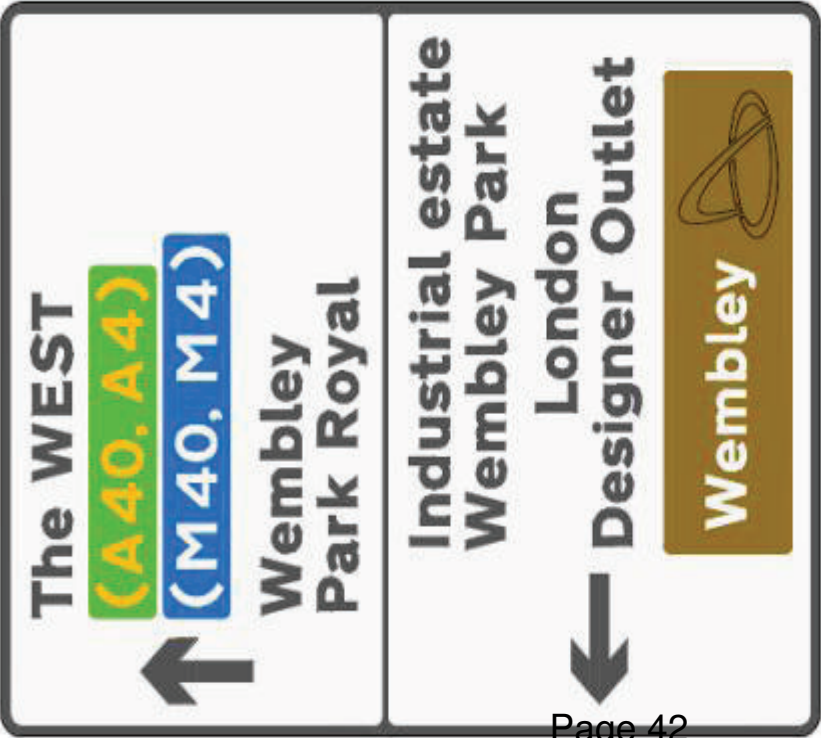 The WEST
(A40, A4)
(M40, M4)
Wembley
Park Royal
Industrial estate
Wembley Park
London
Designer Outlet
Wembley
Page 42